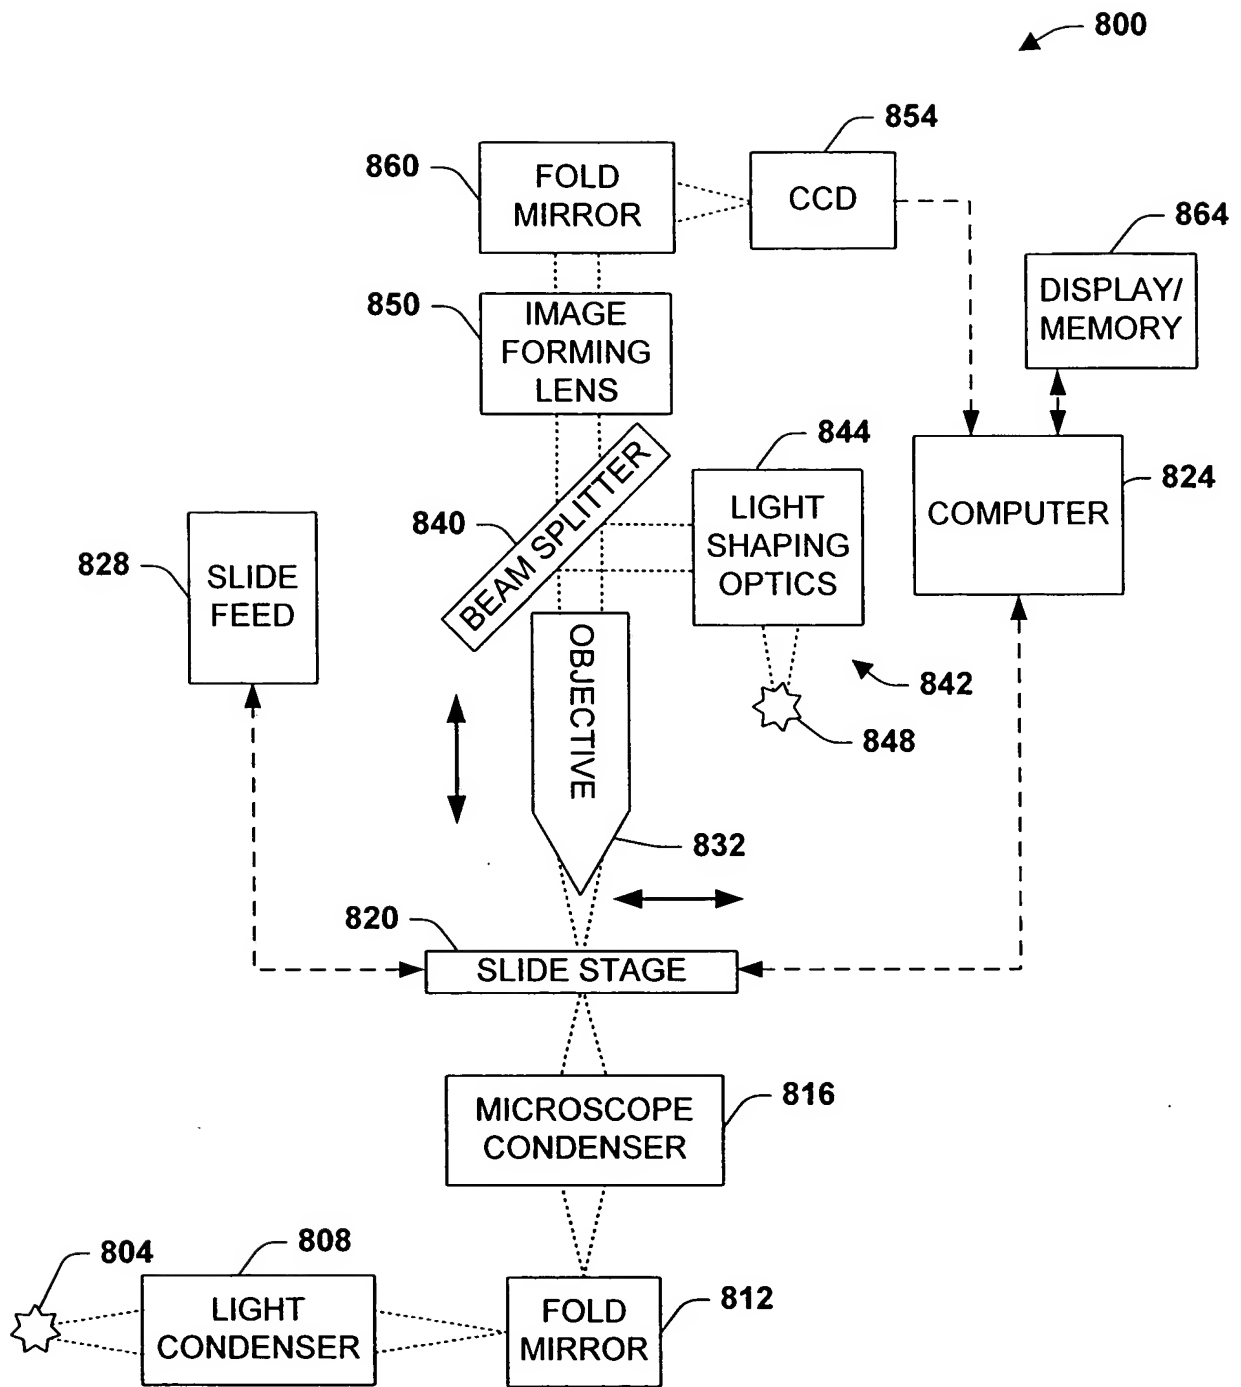 800
854
860
FOLD
MIRROR
CCD
864
DISPLAY/
MEMORY
850
IMAGE
FORMING
LENS
844
824
COMPUTER
840
BEAM SPLITTER
LIGHT
SHAPING
OPTICS
828
SLIDE
FEED
OBJECTIVE
842
848
832
820
SLIDE STAGE
816
MICROSCOPE
CONDENSER
804
808
LIGHT
CONDENSER
812
FOLD
MIRROR